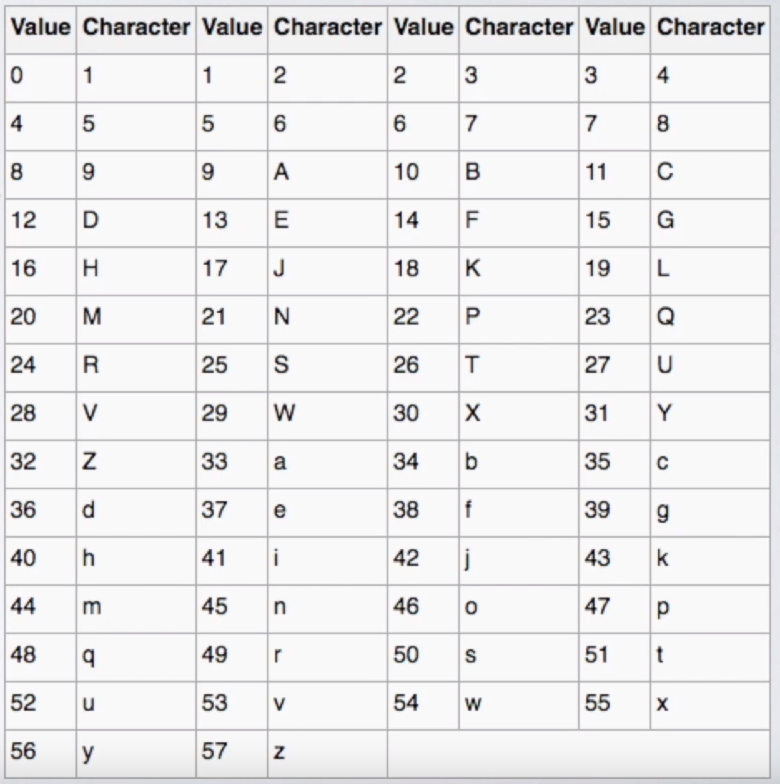 Value Character Value Character Value Character Value Character
0 1 1 2 2 3 3 4
4 5 5 6 6 7 7 8
8 9 9 A 10 B 11 C
12 D 13 E 14 F 15 G
16 H 17 J 18 K 19 L
20 M 21 N 22 P 23 Q
24 R 25 S 26 T 27 U
28 V 29 W 30 X 31 Y
32 Z 33 a 34 b 35 c
36 d 37 e 38 f 39 g
40 h 41 i 42 j 43 k
44 m 45 n 46 o 47 p
48 q 49 r 50 s 51 t
52 u 53 v 54 w 55 x
56 y 57 z